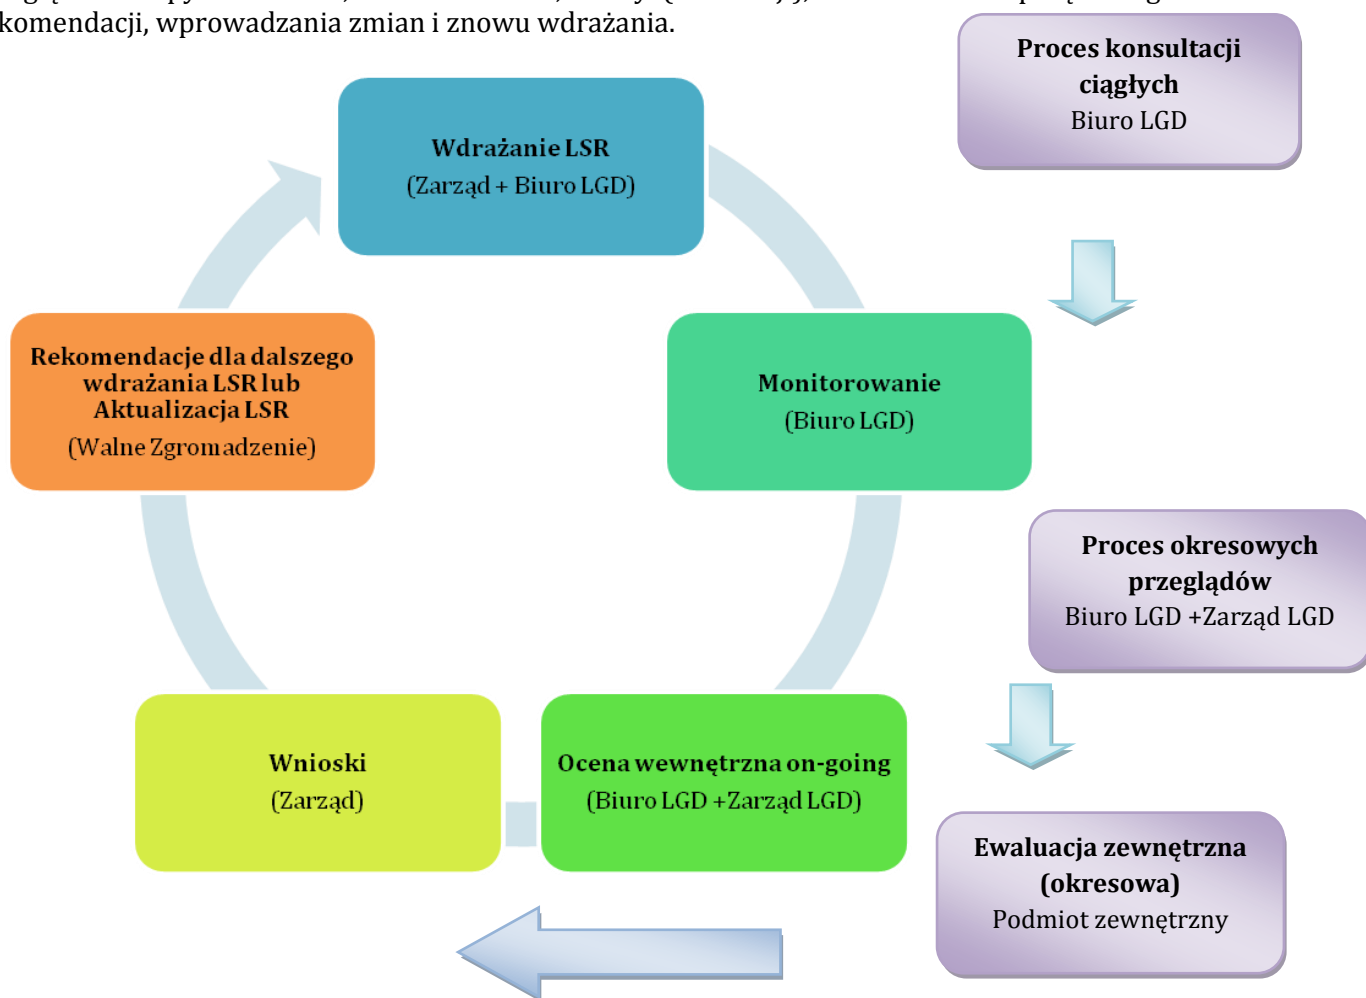 komendacji, wprowadzania zmian i znowu wdrażania.
Proces konsultacji
ciągłych
Biuro LGD
Wdrażanie LSR
(Zarząd + Biuro LGD)
Rekomendacje dla dalszego
wdrażania LSR lub
Aktualizacja LSR
(Walne Zgromadzenie)
Monitorowanie
(Biuro LGD)
Proces okresowych
przeglądów
Biuro LGD +Zarząd LGD
Wnioski
(Zarząd)
Ocena wewnętrzna on-going
(Biuro LGD +Zarząd LGD)
Ewaluacja zewnętrzna
(okresowa)
Podmiot zewnętrzny